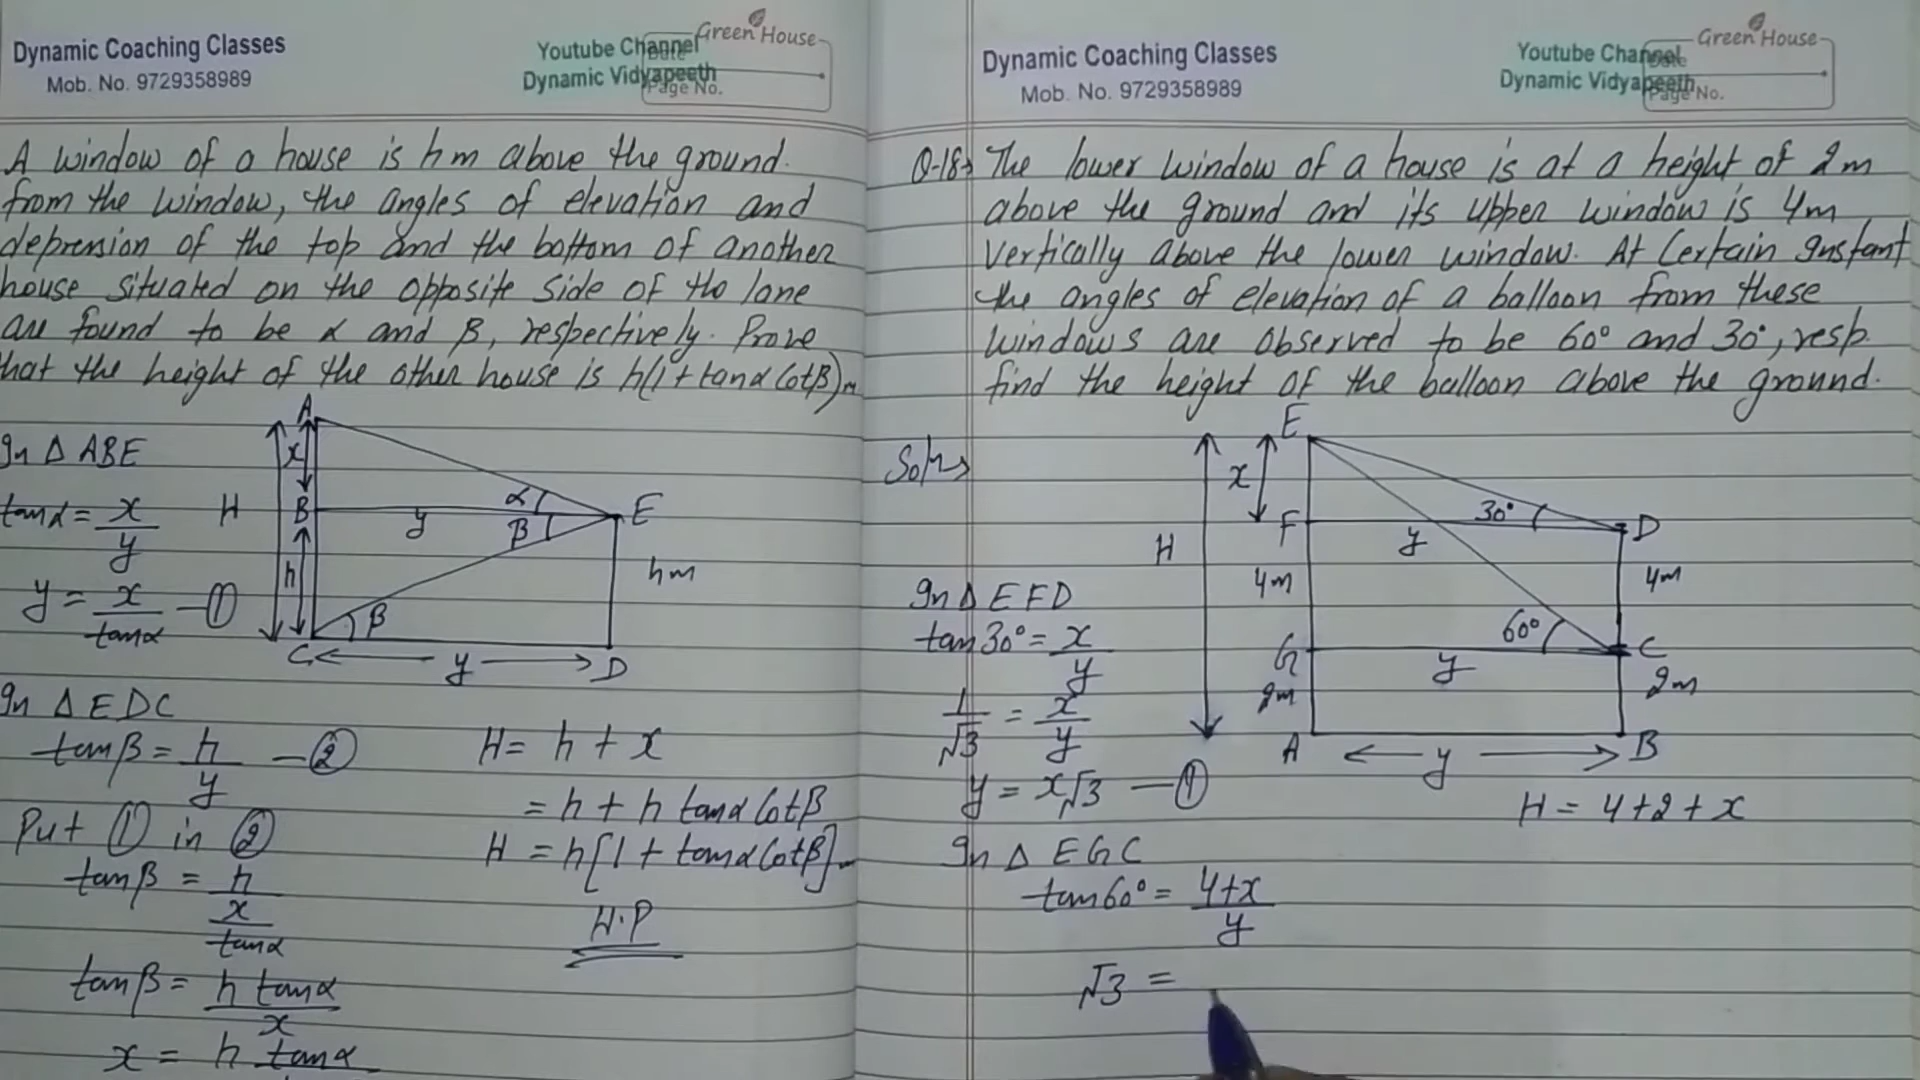 Dynamic Coaching Classes
Mob. No. 9729358989
Youtube Channel
Dynamic Vidyapeeth
Green House
Date
Page No.
A window of a house is hm above the ground.
from the window, the angles of elevation and
depression of the top and the bottom of another
house situated on the opposite side of the lane
are found to be α and β, respectively. Prove
that the height of the other house is h(1+tanα Cotβ)m
In Δ ABE
tanα = x/y
y = x/tanα —①
A
x
B
h
C
H
y
α
β
E
hm
β
y
D
In Δ EDC
tanβ = h/y —②
Put ① in ②
tanβ = h/(x/tanα)
tanβ = h tanα/x
x = h tanα
H = h + x
= h + h tanα Cotβ
H = h[1 + tanα Cotβ]m
H.P
Dynamic Coaching Classes
Mob. No. 9729358989
Youtube Channel
Dynamic Vidyapeeth
Green House
Date
Page No.
Q-18→ The lower window of a house is at a height of 2m
above the ground and its upper window is 4m
vertically above the lower window. At Certain Instant
the angles of elevation of a balloon from these
windows are observed to be 60° and 30°, resp.
find the height of the balloon above the ground.
Soln→
E
x
F
30°
D
H
y
4m
4m
60°
G
y
C
2m
2m
A
y
B
In Δ EFD
tan30° = x/y
1/√3 = x/y
y = x√3 —①
H = 4+2+x
In Δ EGC
tan60° = 4+x/y
√3 =